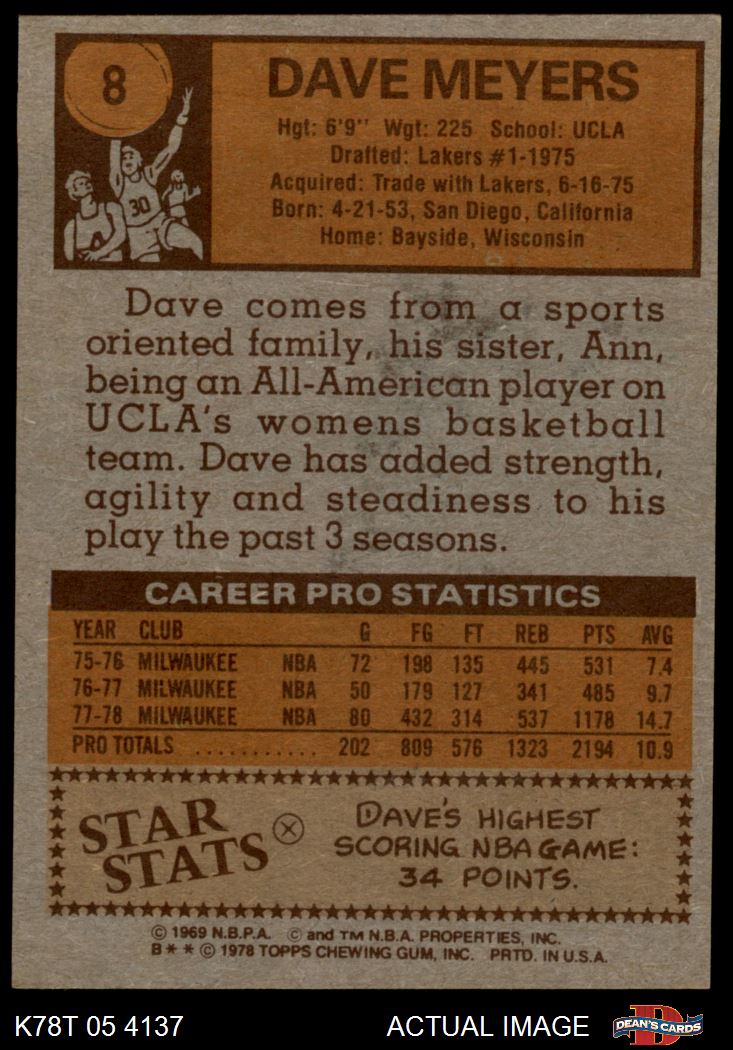 8
DAVE MEYERS
Hgt: 6'9" Wgt: 225 School: UCLA
Drafted: Lakers #1-1975
Acquired: Trade with Lakers, 6-16-75
Born: 4-21-53, San Diego, California
Home: Bayside, Wisconsin
30
Dave comes from a sports
oriented family, his sister, Ann,
being an All-American player on
UCLA's womens basketball
team. Dave has added strength,
agility and steadiness to his
play the past 3 seasons.
CAREER PRO STATISTICS
YEAR CLUB G FG FT REB PTS AVG
75-76 MILWAUKEE NBA 72 198 135 445 531 7.4
76-77 MILWAUKEE NBA 50 179 127 341 485 9.7
77-78 MILWAUKEE NBA 80 432 314 537 1178 14.7
PRO TOTALS ........... 202 809 576 1323 2194 10.9
STAR
STATS
DAVE'S HIGHEST
SCORING NBA GAME:
34 POINTS.
© 1969 N.B.P.A. © and TM N.B.A. PROPERTIES, INC.
B * * © 1978 TOPPS CHEWING GUM, INC. PRTD. IN U.S.A.
K78T 05 4137 ACTUAL IMAGE DEAN'S CARDS